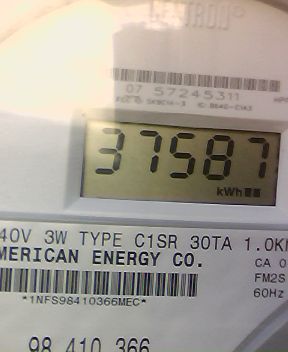 CENTRON®
07 57245311
37587
kWh
40V 3W TYPE C1SR 30TA 1.0K
MERICAN ENERGY CO.
CA 0
FM2S
60Hz
*1NFS98410366MEC*
98 410 366